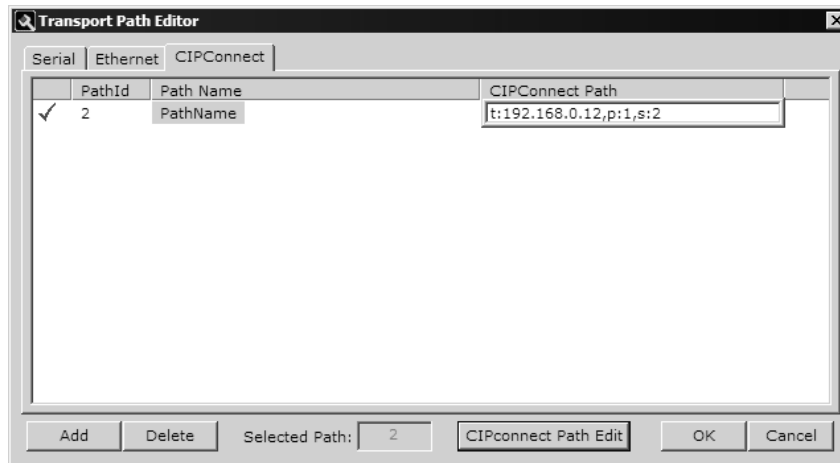 Transport Path Editor
Serial Ethernet CIPConnect
PathId Path Name CIPConnect Path
2 PathName t:192.168.0.12,p:1,s:2
Add Delete Selected Path: 2 CIPconnect Path Edit OK Cancel